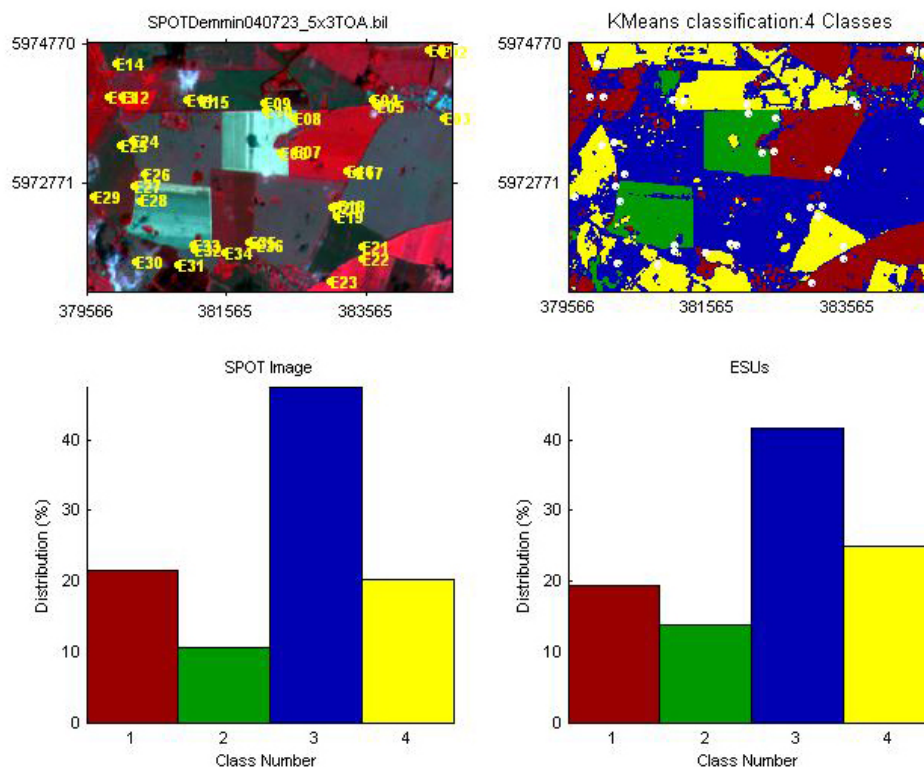 SPOTDemmin040723_5x3TOA.bil
KMeans classification:4 Classes
5974770
5972771
379566
381565
383565
E14
E12
E15
E09
E08
E05
E03
E24
E25
E07
E17
E26
E27
E28
E29
E18
E19
E33
E34
E36
E21
E22
E30
E31
E23
5974770
5972771
379566
381565
383565
SPOT Image
Distribution (%)
40
30
20
10
0
1
2
3
4
Class Number
ESUs
Distribution (%)
40
30
20
10
0
1
2
3
4
Class Number